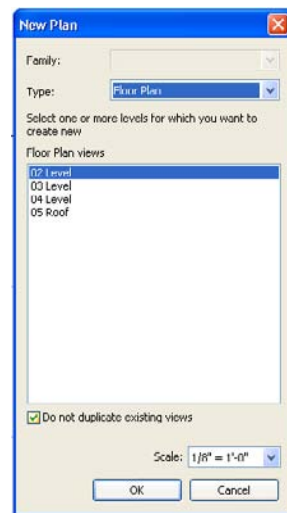 New Plan
Family:
Type: Floor Plan
Select one or more levels for which you want to
create new
Floor Plan views
02 Level
03 Level
04 Level
05 Roof
Do not duplicate existing views
Scale: 1/8" = 1'-0"
OK Cancel